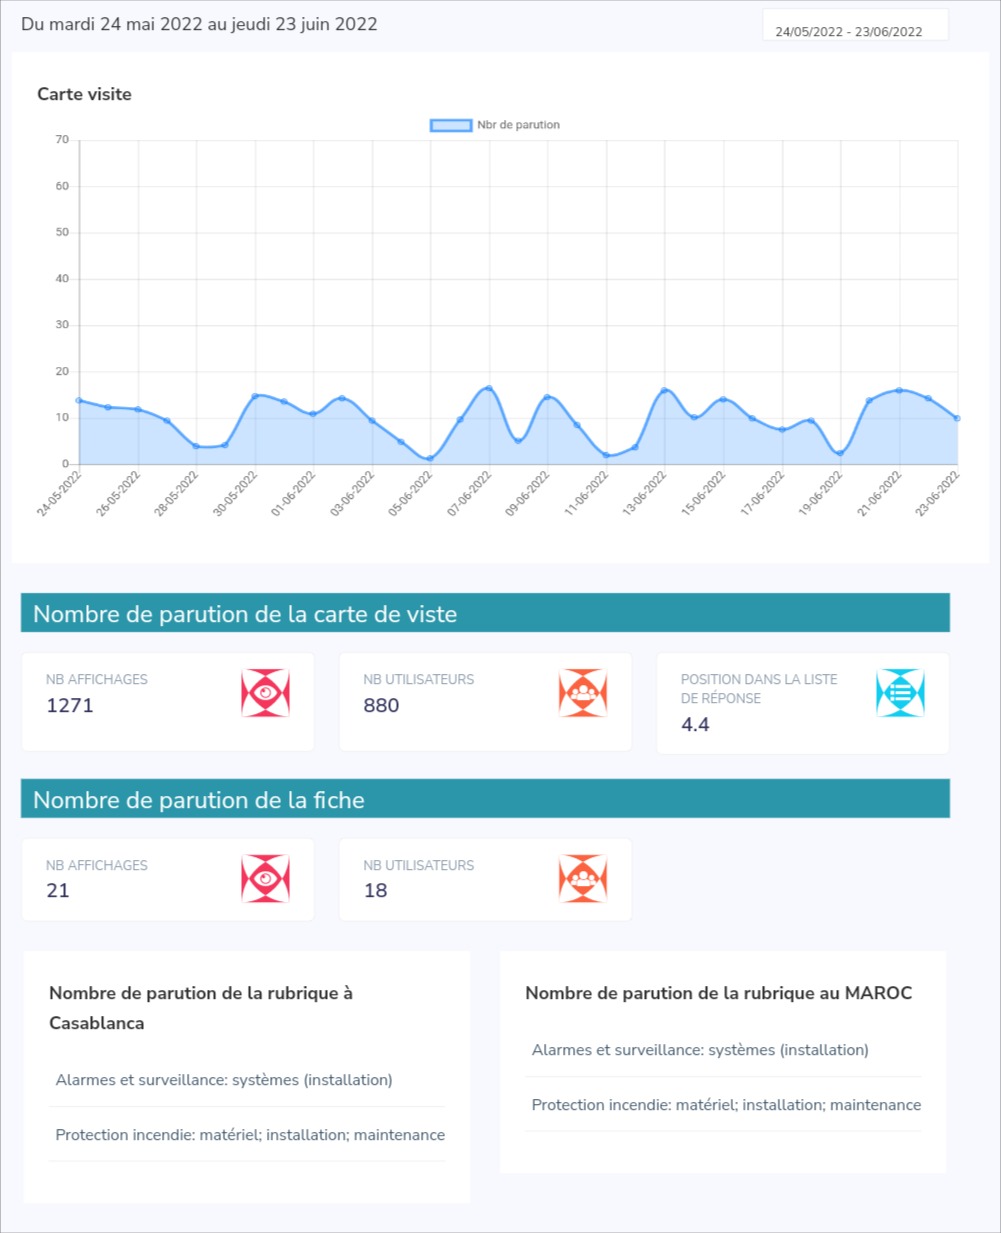 Du mardi 24 mai 2022 au jeudi 23 juin 2022
24/05/2022 - 23/06/2022
Carte visite
Nbr de parution
70
60
50
40
30
20
10
0
24-05-2022
26-05-2022
28-05-2022
30-05-2022
01-06-2022
03-06-2022
05-06-2022
07-06-2022
09-06-2022
11-06-2022
13-06-2022
15-06-2022
17-06-2022
19-06-2022
21-06-2022
23-06-2022
Nombre de parution de la carte de viste
NB AFFICHAGES
1271
NB UTILISATEURS
880
POSITION DANS LA LISTE
DE RÉPONSE
4.4
Nombre de parution de la fiche
NB AFFICHAGES
21
NB UTILISATEURS
18
Nombre de parution de la rubrique à
Casablanca
Alarmes et surveillance: systèmes (installation)
Protection incendie: matériel; installation; maintenance
Nombre de parution de la rubrique au MAROC
Alarmes et surveillance: systèmes (installation)
Protection incendie: matériel; installation; maintenance